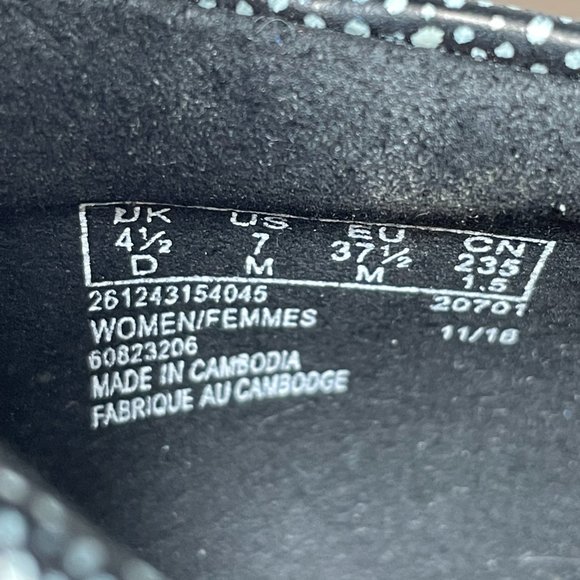 UK US EU CN
4½ 7 37½ 235
D M M 1.5
261243154045 20701
WOMEN/FEMMES 11/16
60823206
MADE IN CAMBODIA
FABRIQUE AU CAMBODGE